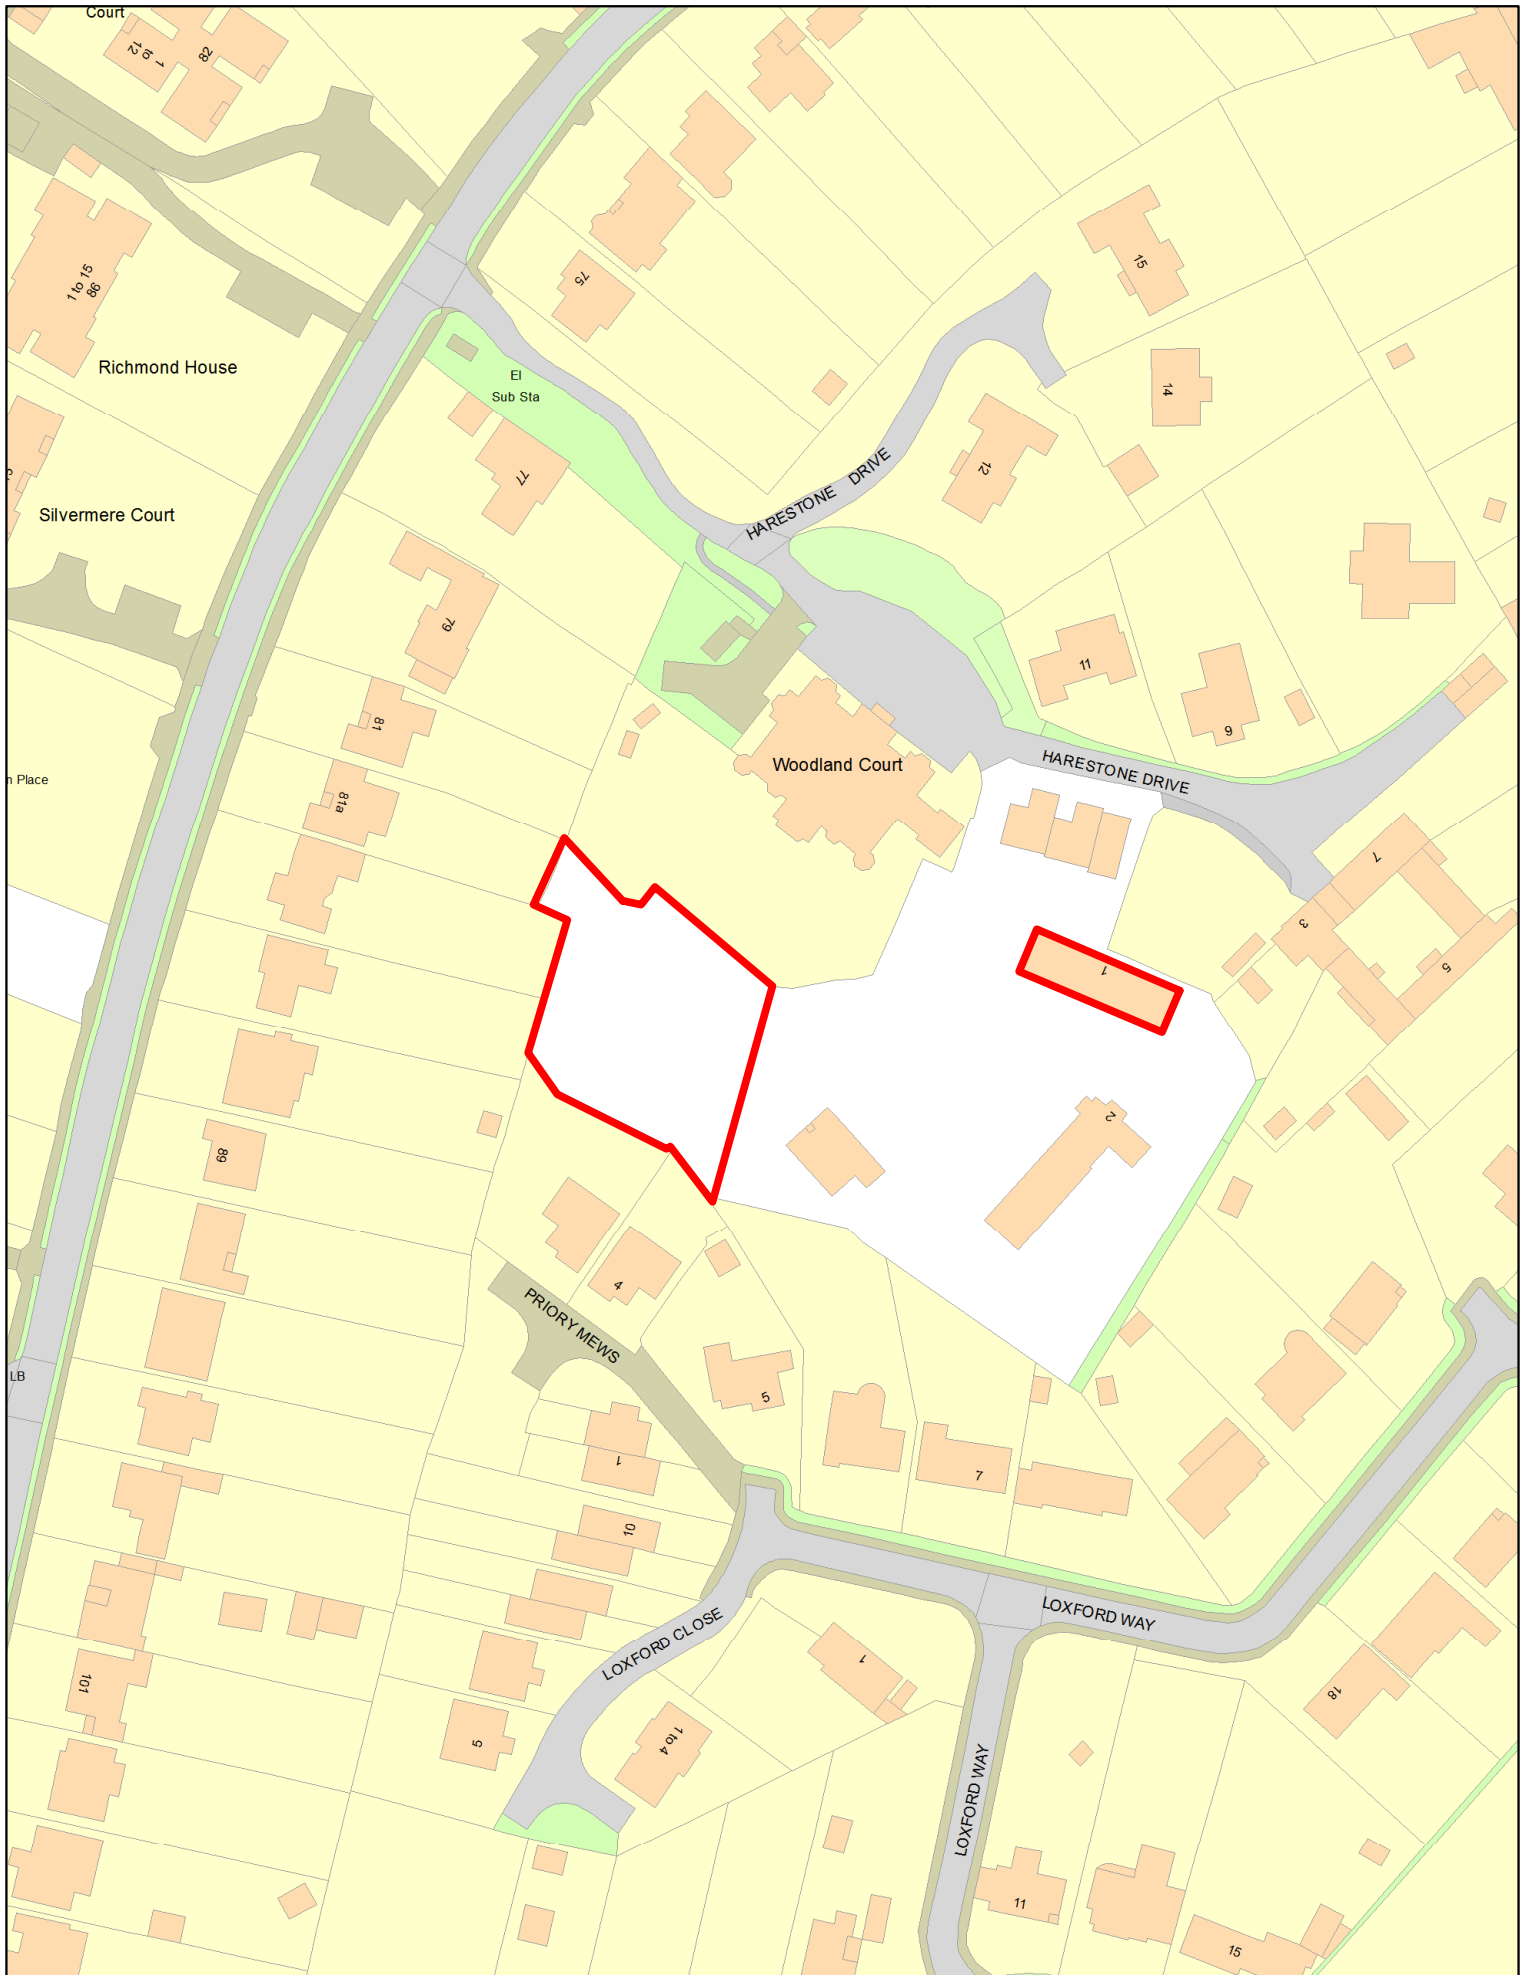 Court
1 to 12
82
1 to 15
86
Richmond House
75
El
Sub Sta
77
15
14
12
HARESTONE DRIVE
Silvermere Court
79
11
9
81
n Place
81a
Woodland Court
HARESTONE DRIVE
7
3
5
1
2
89
4
PRIORY MEWS
LB
5
1
7
10
LOXFORD CLOSE
LOXFORD WAY
1
101
18
5
1 to 4
LOXFORD WAY
11
15